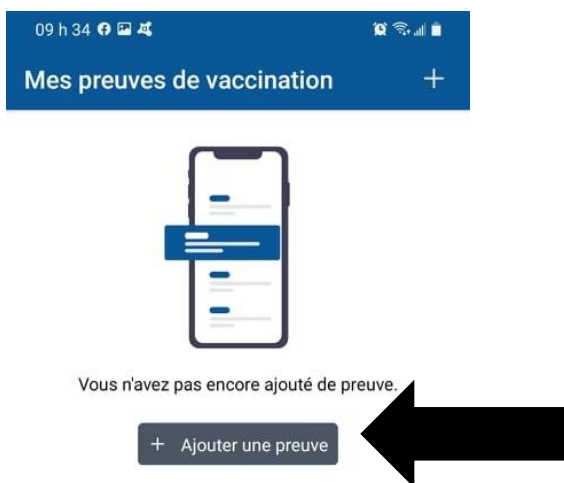 09 h 34
Mes preuves de vaccination +
Vous n'avez pas encore ajouté de preuve.
+ Ajouter une preuve